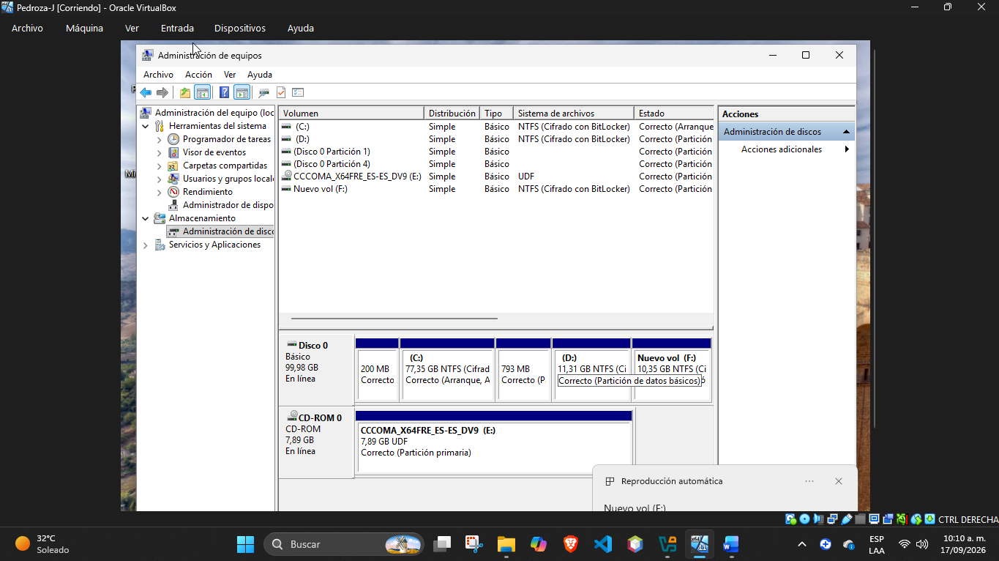 Pedroza-J [Corriendo] - Oracle VirtualBox
Archivo Máquina Ver Entrada Dispositivos Ayuda
Administración de equipos
Archivo Acción Ver Ayuda
Administración del equipo (loc
Herramientas del sistema
Programador de tareas
Visor de eventos
Carpetas compartidas
Usuarios y grupos locale
Rendimiento
Administrador de dispo
Almacenamiento
Administración de disco
Servicios y Aplicaciones
Volumen Distribución Tipo Sistema de archivos Estado
(C:) Simple Básico NTFS (Cifrado con BitLocker) Correcto (Arranque
(D:) Simple Básico NTFS (Cifrado con BitLocker) Correcto (Partición
(Disco 0 Partición 1) Simple Básico Correcto (Partición
(Disco 0 Partición 4) Simple Básico Correcto (Partición
CCCOMA_X64FRE_ES-ES_DV9 (E:) Simple Básico UDF Correcto (Partición
Nuevo vol (F:) Simple Básico NTFS (Cifrado con BitLocker) Correcto (Partición
Acciones
Administración de discos
Acciones adicionales
Disco 0
Básico
99,98 GB
En línea
200 MB
Correcto
(C:)
77,35 GB NTFS (Cifrad
Correcto (Arranque, A
793 MB
Correcto (P
(D:)
11,31 GB NTFS (Ci
Correcto (Partición de datos básicos)
Nuevo vol (F:)
10,35 GB NTFS (Ci
CD-ROM 0
CD-ROM
7,89 GB
En línea
CCCOMA_X64FRE_ES-ES_DV9 (E:)
7,89 GB UDF
Correcto (Partición primaria)
Reproducción automática
Nuevo vol (F:)
CTRL DERECHA
32°C
Soleado
Buscar
ESP
LAA
10:10 a. m.
17/09/2026